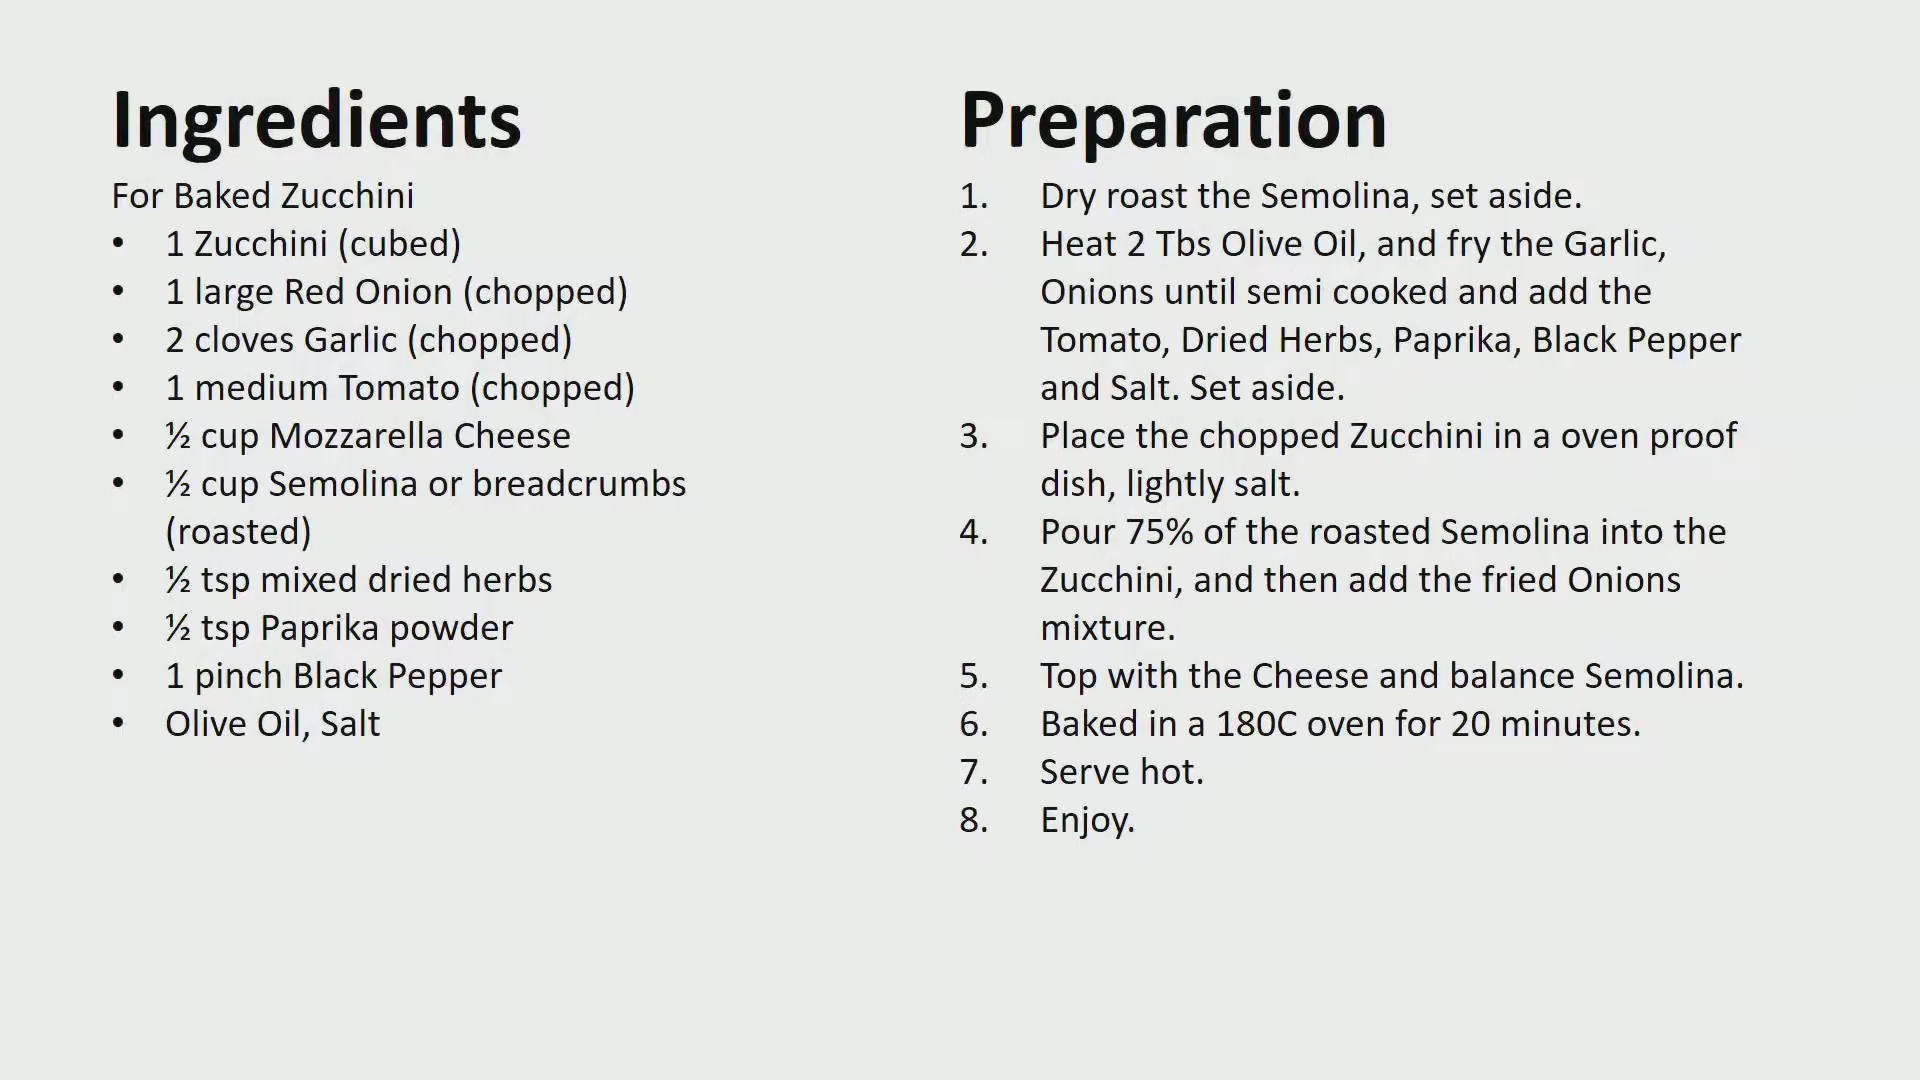 Ingredients
For Baked Zucchini
• 1 Zucchini (cubed)
• 1 large Red Onion (chopped)
• 2 cloves Garlic (chopped)
• 1 medium Tomato (chopped)
• ½ cup Mozzarella Cheese
• ½ cup Semolina or breadcrumbs
(roasted)
• ½ tsp mixed dried herbs
• ½ tsp Paprika powder
• 1 pinch Black Pepper
• Olive Oil, Salt
Preparation
1. Dry roast the Semolina, set aside.
2. Heat 2 Tbs Olive Oil, and fry the Garlic,
Onions until semi cooked and add the
Tomato, Dried Herbs, Paprika, Black Pepper
and Salt. Set aside.
3. Place the chopped Zucchini in a oven proof
dish, lightly salt.
4. Pour 75% of the roasted Semolina into the
Zucchini, and then add the fried Onions
mixture.
5. Top with the Cheese and balance Semolina.
6. Baked in a 180C oven for 20 minutes.
7. Serve hot.
8. Enjoy.